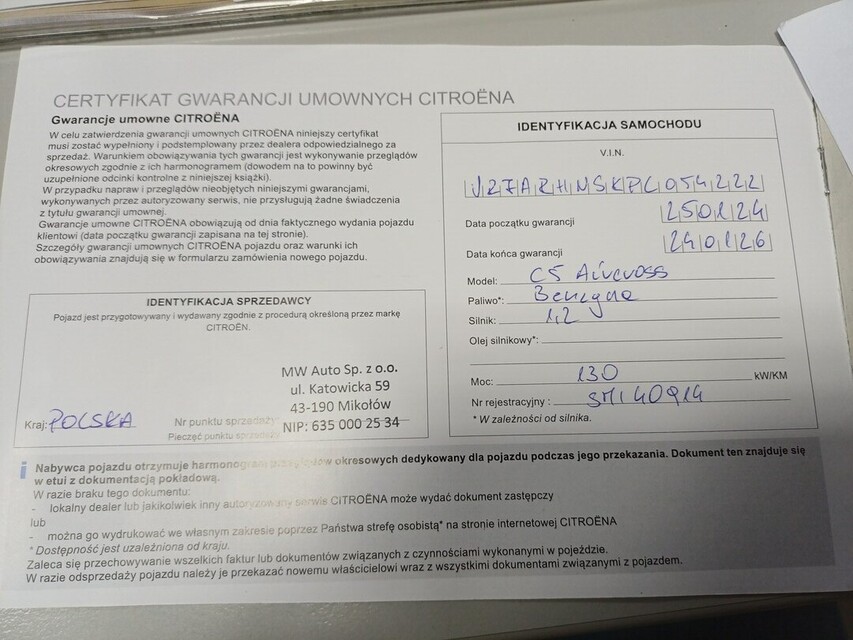 CERTYFIKAT GWARANCJI UMOWNYCH CITROËNA
Gwarancje umowne CITROËNA
W celu zatwierdzenia gwarancji umownych CITROËNA niniejszy certyfikat
musi zostać wypełniony i podstemplowany przez dealera odpowiedzialnego za
sprzedaż. Warunkiem obowiązywania tych gwarancji jest wykonywanie przeglądów
okresowych zgodnie z ich harmonogramem (dowodem na to powinny być
uzupełnione odcinki kontrolne z niniejszej książki).
W przypadku napraw i przeglądów nieobjętych niniejszymi gwarancjami,
wykonywanych przez autoryzowany serwis, nie przysługują żadne świadczenia
z tytułu gwarancji umownej.
Gwarancje umowne CITROËNA obowiązują od dnia faktycznego wydania pojazdu
klientowi (data początku gwarancji zapisana na tej stronie).
Szczegóły gwarancji umownych CITROËNA pojazdu oraz warunki ich
obowiązywania znajdują się w formularzu zamówienia nowego pojazdu.
IDENTYFIKACJA SPRZEDAWCY
Pojazd jest przygotowywany i wydawany zgodnie z procedurą określoną przez markę
CITROËN.
MW Auto Sp. z o.o.
ul. Katowicka 59
43-190 Mikołów
NIP: 635 000 25 34
Kraj: POLSKA
Nr punktu sprzedaży
Pieczęć punktu sprzedaży
IDENTYFIKACJA SAMOCHODU
V.I.N.
VR7ARHNSKPL054222
Data początku gwarancji 250124
Data końca gwarancji 240126
Model: C5 Aircross
Paliwo*: Benzyna
Silnik: 1,2
Olej silnikowy*:
Moc: 130 kW/KM
Nr rejestracyjny :
* W zależności od silnika.
Nabywca pojazdu otrzymuje harmonogram przeglądów okresowych dedykowany dla pojazdu podczas jego przekazania. Dokument ten znajduje się
w etui z dokumentacją pokładową.
W razie braku tego dokumentu:
- lokalny dealer lub jakikolwiek inny autoryzowany serwis CITROËNA może wydać dokument zastępczy
lub
- można go wydrukować we własnym zakresie poprzez Państwa strefę osobistą* na stronie internetowej CITROËNA
* Dostępność jest uzależniona od kraju.
Zaleca się przechowywanie wszelkich faktur lub dokumentów związanych z czynnościami wykonanymi w pojeździe.
W razie odsprzedaży pojazdu należy je przekazać nowemu właścicielowi wraz z wszystkimi dokumentami związanymi z pojazdem.